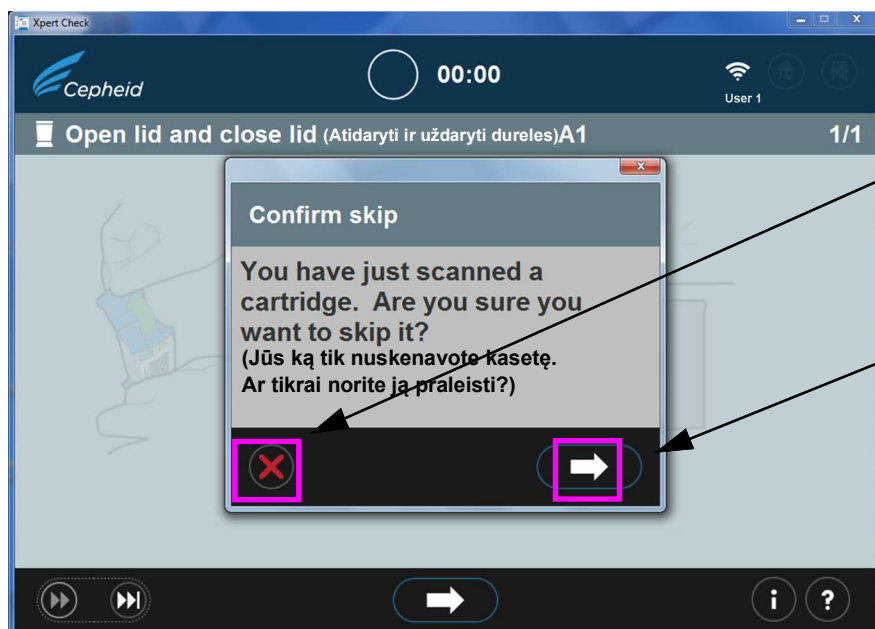 Xpert Check
Cepheid
00:00
User 1
Open lid and close lid (Atidaryti ir uždaryti dureles)A1 1/1
Confirm skip
You have just scanned a
cartridge. Are you sure you
want to skip it?
(Jūs ką tik nuskenavote kasetę.
Ar tikrai norite ją praleisti?)
i ?